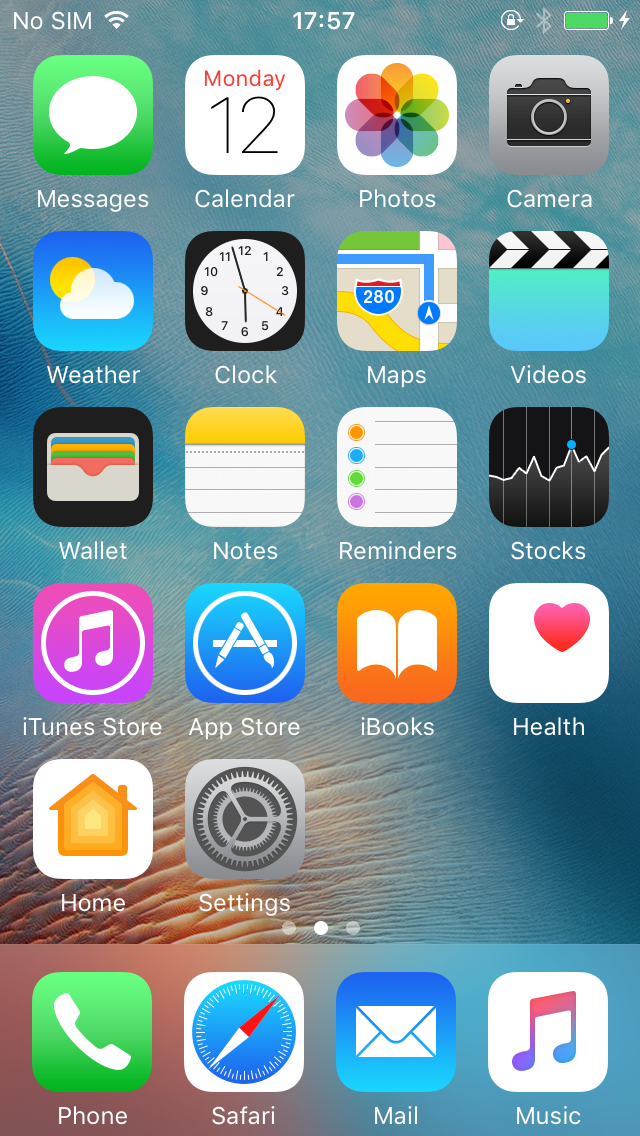 No SIM 17:57
Monday
12
Messages Calendar Photos Camera
12
11 1
10 2
9 3
8 4
7 5
6
280
Weather Clock Maps Videos
Wallet Notes Reminders Stocks
iTunes Store App Store iBooks Health
Home Settings
Phone Safari Mail Music